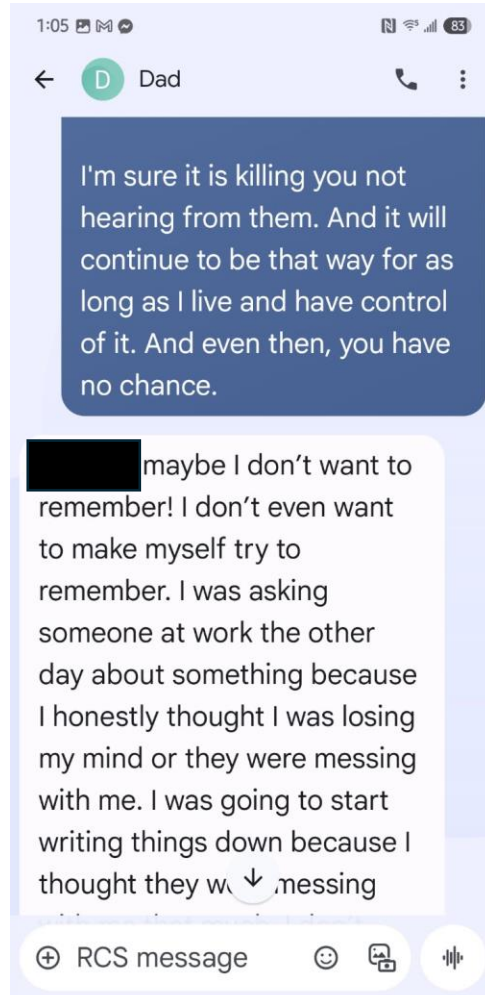 1:05
83
D Dad
I'm sure it is killing you not
hearing from them. And it will
continue to be that way for as
long as I live and have control
of it. And even then, you have
no chance.
maybe I don't want to
remember! I don't even want
to make myself try to
remember. I was asking
someone at work the other
day about something because
I honestly thought I was losing
my mind or they were messing
with me. I was going to start
writing things down because I
thought they messing
RCS message